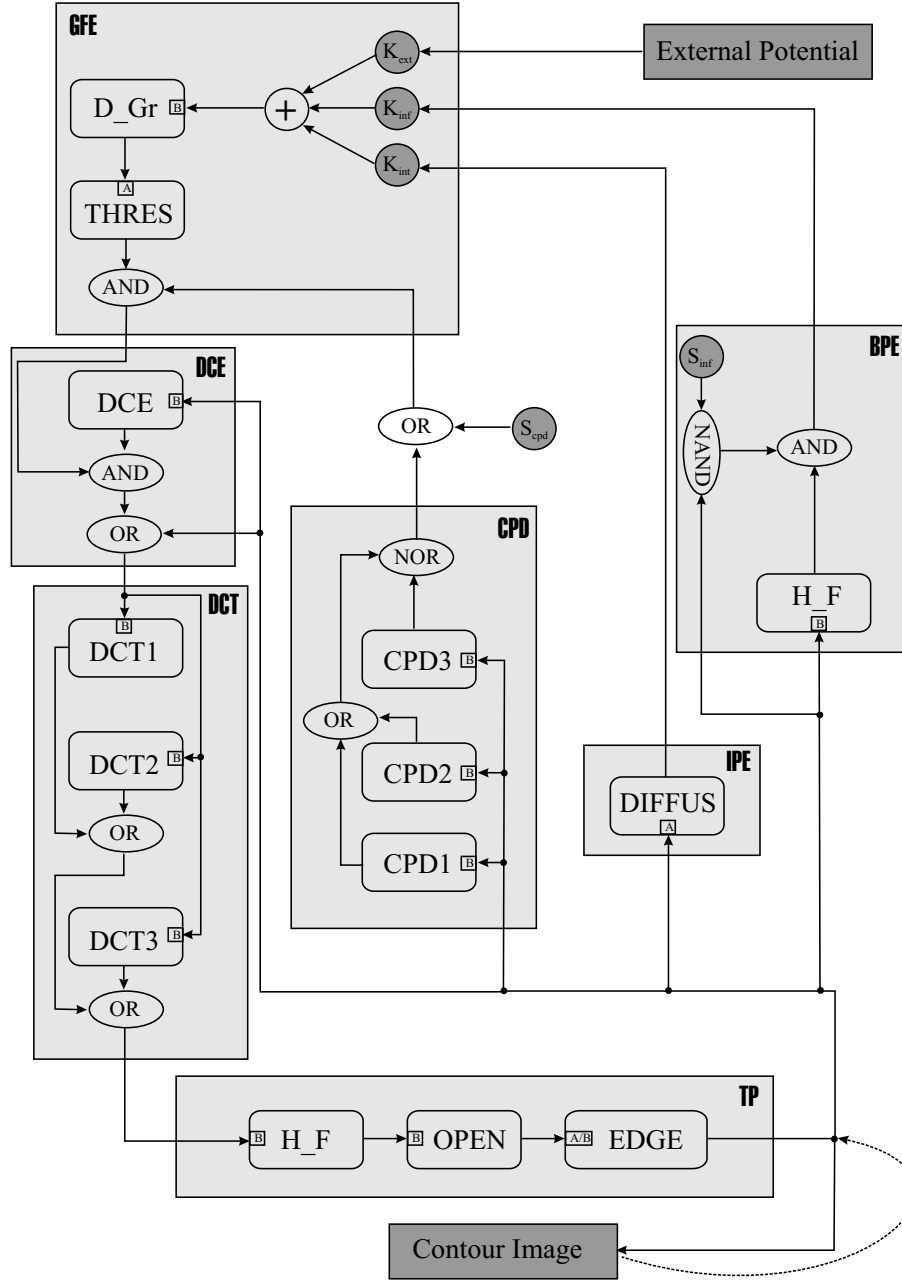 GFE
K_ext
External Potential
D_Gr
B
+
K_inf
K_int
A
THRES
AND
DCE
BPE
S_inf
DCE
B
OR
S_cpd
NAND
AND
AND
OR
CPD
NOR
DCT
H_F
B
B
DCT1
CPD3
B
OR
DCT2
B
CPD2
B
IPE
DIFFUS
A
OR
CPD1
B
DCT3
B
OR
TP
B
H_F
B
OPEN
A/B
EDGE
Contour Image